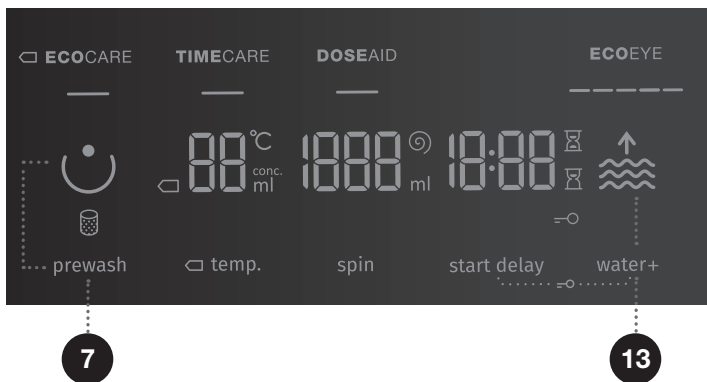 ECOCARE TIMECARE DOSEAID ECOEYE
88 °C 1888 18:88
conc.
ml ml
prewash temp. spin start delay water+
7 13